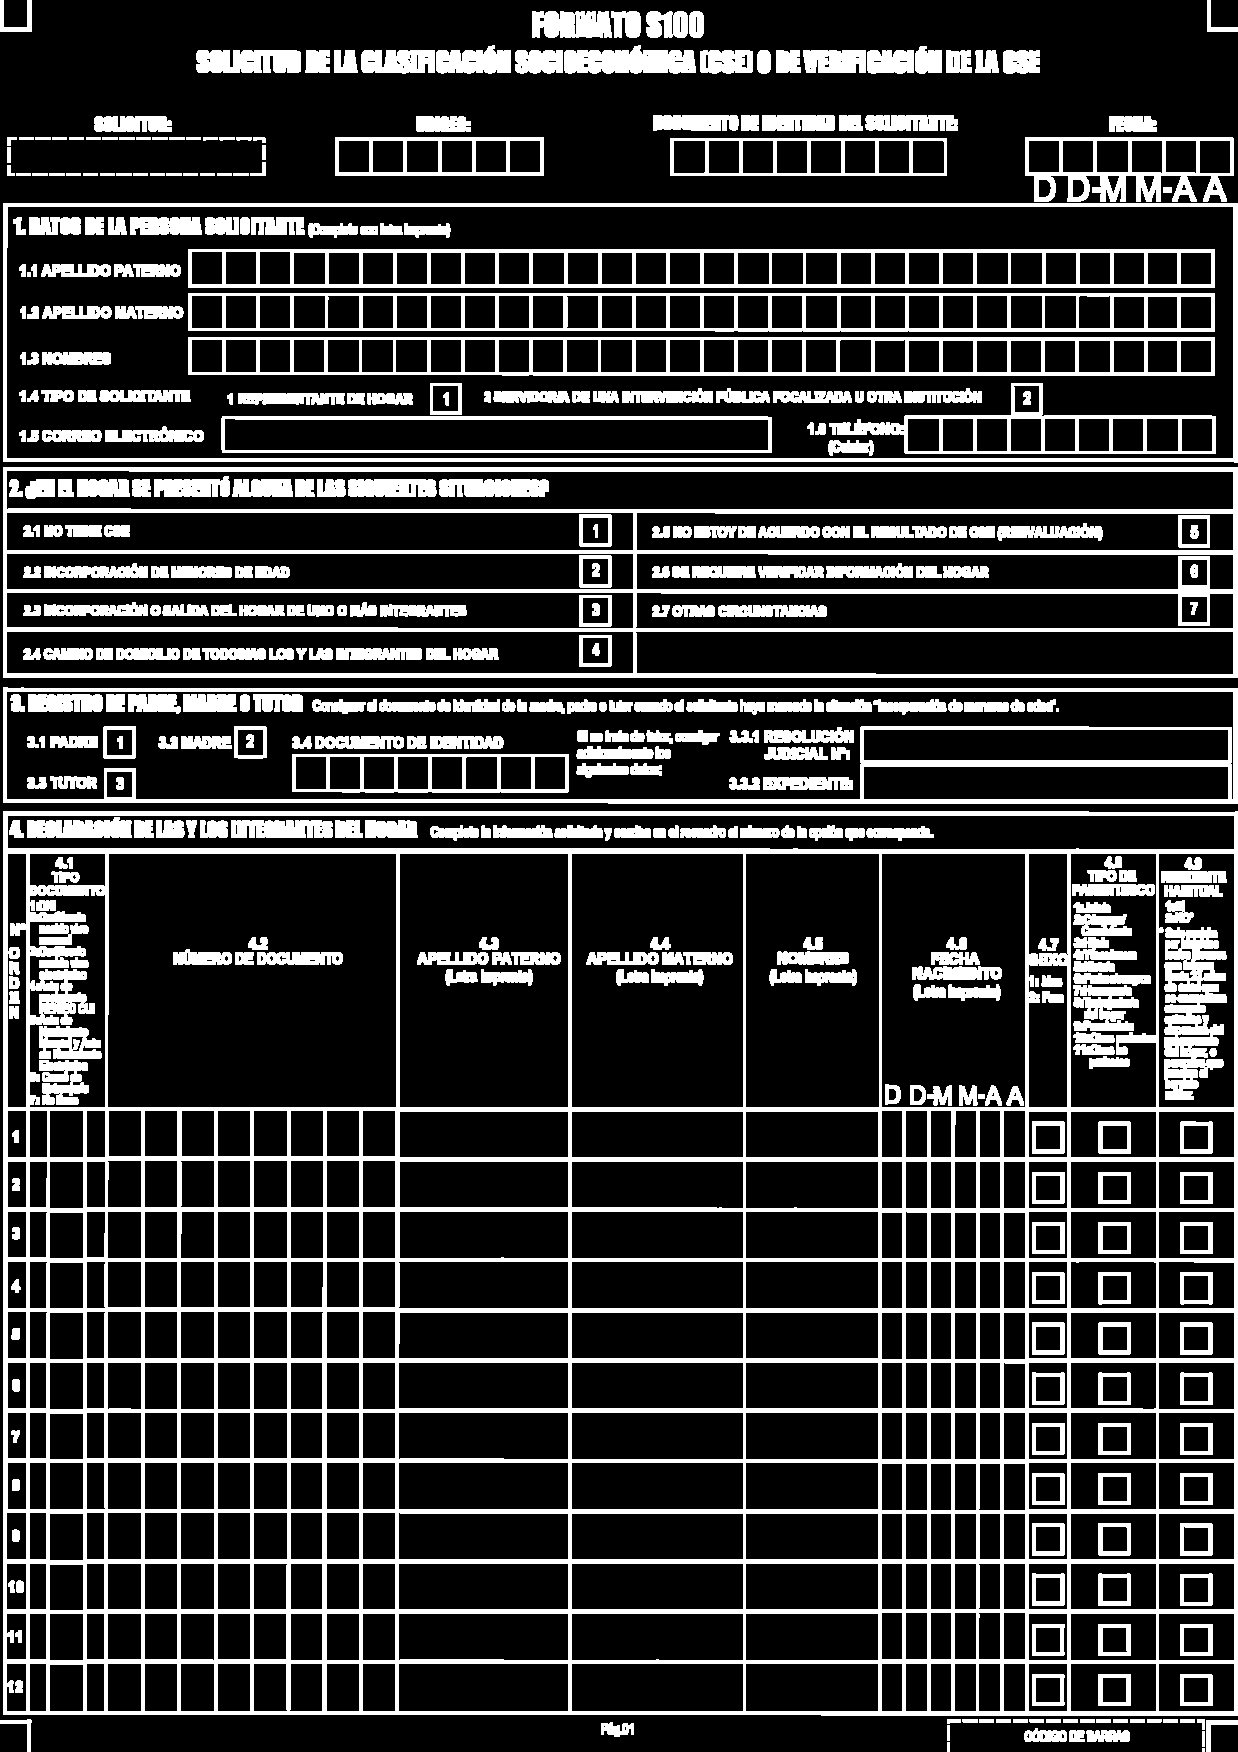 FORMATO S100
SOLICITUD DE LA CLASIFICACIÓN SOCIOECONÓMICA (CSE) O DE VERIFICACIÓN DE LA CSE
SOLICITUD: UBIGEO: DOCUMENTO DE IDENTIDAD DEL SOLICITANTE: FECHA:
D D-M M-A A
1. DATOS DE LA PERSONA SOLICITANTE (Complete con letra imprenta)
1.1 APELLIDO PATERNO
1.2 APELLIDO MATERNO
1.3 NOMBRES
1.4 TIPO DE SOLICITANTE 1 REPRESENTANTE DE HOGAR 1 2 SERVIDOR/A DE UNA INTERVENCIÓN PÚBLICA FOCALIZADA U OTRA INSTITUCIÓN 2
1.5 CORREO ELECTRÓNICO 1.6 TELÉFONO:
(Celular)
2. ¿EN EL HOGAR SE PRESENTÓ ALGUNA DE LAS SIGUIENTES SITUACIONES?
2.1 NO TIENE CSE 1 2.5 NO ESTOY DE ACUERDO CON EL RESULTADO DE CSE (REEVALUACIÓN) 5
2.2 INCORPORACIÓN DE MENORES DE EDAD 2 2.6 SE REQUIERE VERIFICAR INFORMACIÓN DEL HOGAR 6
2.3 INCORPORACIÓN O SALIDA DEL HOGAR DE UNO O MÁS INTEGRANTES 3 2.7 OTRAS CIRCUNSTANCIAS 7
2.4 CAMBIO DE DOMICILIO DE TODOS/AS LOS Y LAS INTEGRANTES DEL HOGAR 4
3. REGISTRO DE PADRE, MADRE O TUTOR Consignar el documento de identidad de la madre, padre o tutor cuando el solicitante haya marcado la situación "Incorporación de menores de edad".
3.1 PADRE 1 3.2 MADRE 2 3.4 DOCUMENTO DE IDENTIDAD Si se trata de tutor, consignar 3.3.1 RESOLUCIÓN
adicionalmente los JUDICIAL N°:
3.3 TUTOR 3 siguientes datos: 3.3.2 EXPEDIENTE:
4. DECLARACIÓN DE LAS Y LOS INTEGRANTES DEL HOGAR Complete la información solicitada y escriba en el recuadro el número de la opción que corresponda.
N° ORDEN
4.1
TIPO
DOCUMENTO
1: DNI
4.2
NÚMERO DE DOCUMENTO
4.3
APELLIDO PATERNO
(Letra imprenta)
4.4
APELLIDO MATERNO
(Letra imprenta)
4.5
NOMBRES
(Letra imprenta)
4.6
FECHA
NACIMIENTO
(Letra imprenta)
D D-M M-A A
4.7
SEXO
4.8
TIPO DE
PARENTESCO
4.9
RESIDENTE
HABITUAL
1
2
3
4
5
6
7
8
9
10
11
12
Pág.01
CÓDIGO DE BARRAS